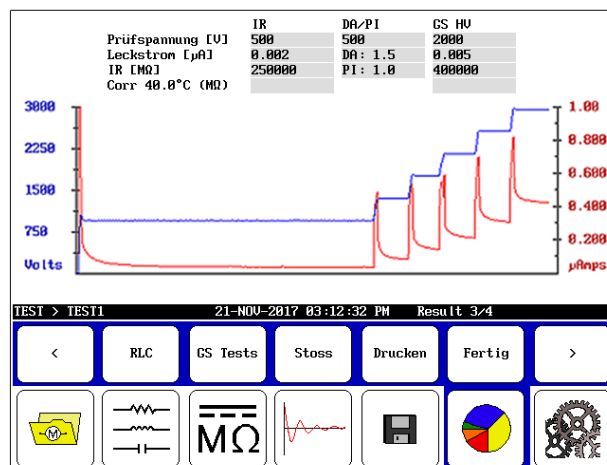 IR DA/PI GS HV
Prüfspannung [V] 500 500 2000
Leckstrom [µA] 0.002 DA: 1.5 0.005
IR [MΩ] 250000 PI: 1.0 400000
Corr 40.0°C (MΩ)
3000 1.00
2250 0.800
1500 0.600
0.400
750 0.200
Volts µAmps
TEST > TEST1 21-NOV-2017 03:12:32 PM Result 3/4
< RLC GS Tests Stoss Drucken Fertig >
M MΩ